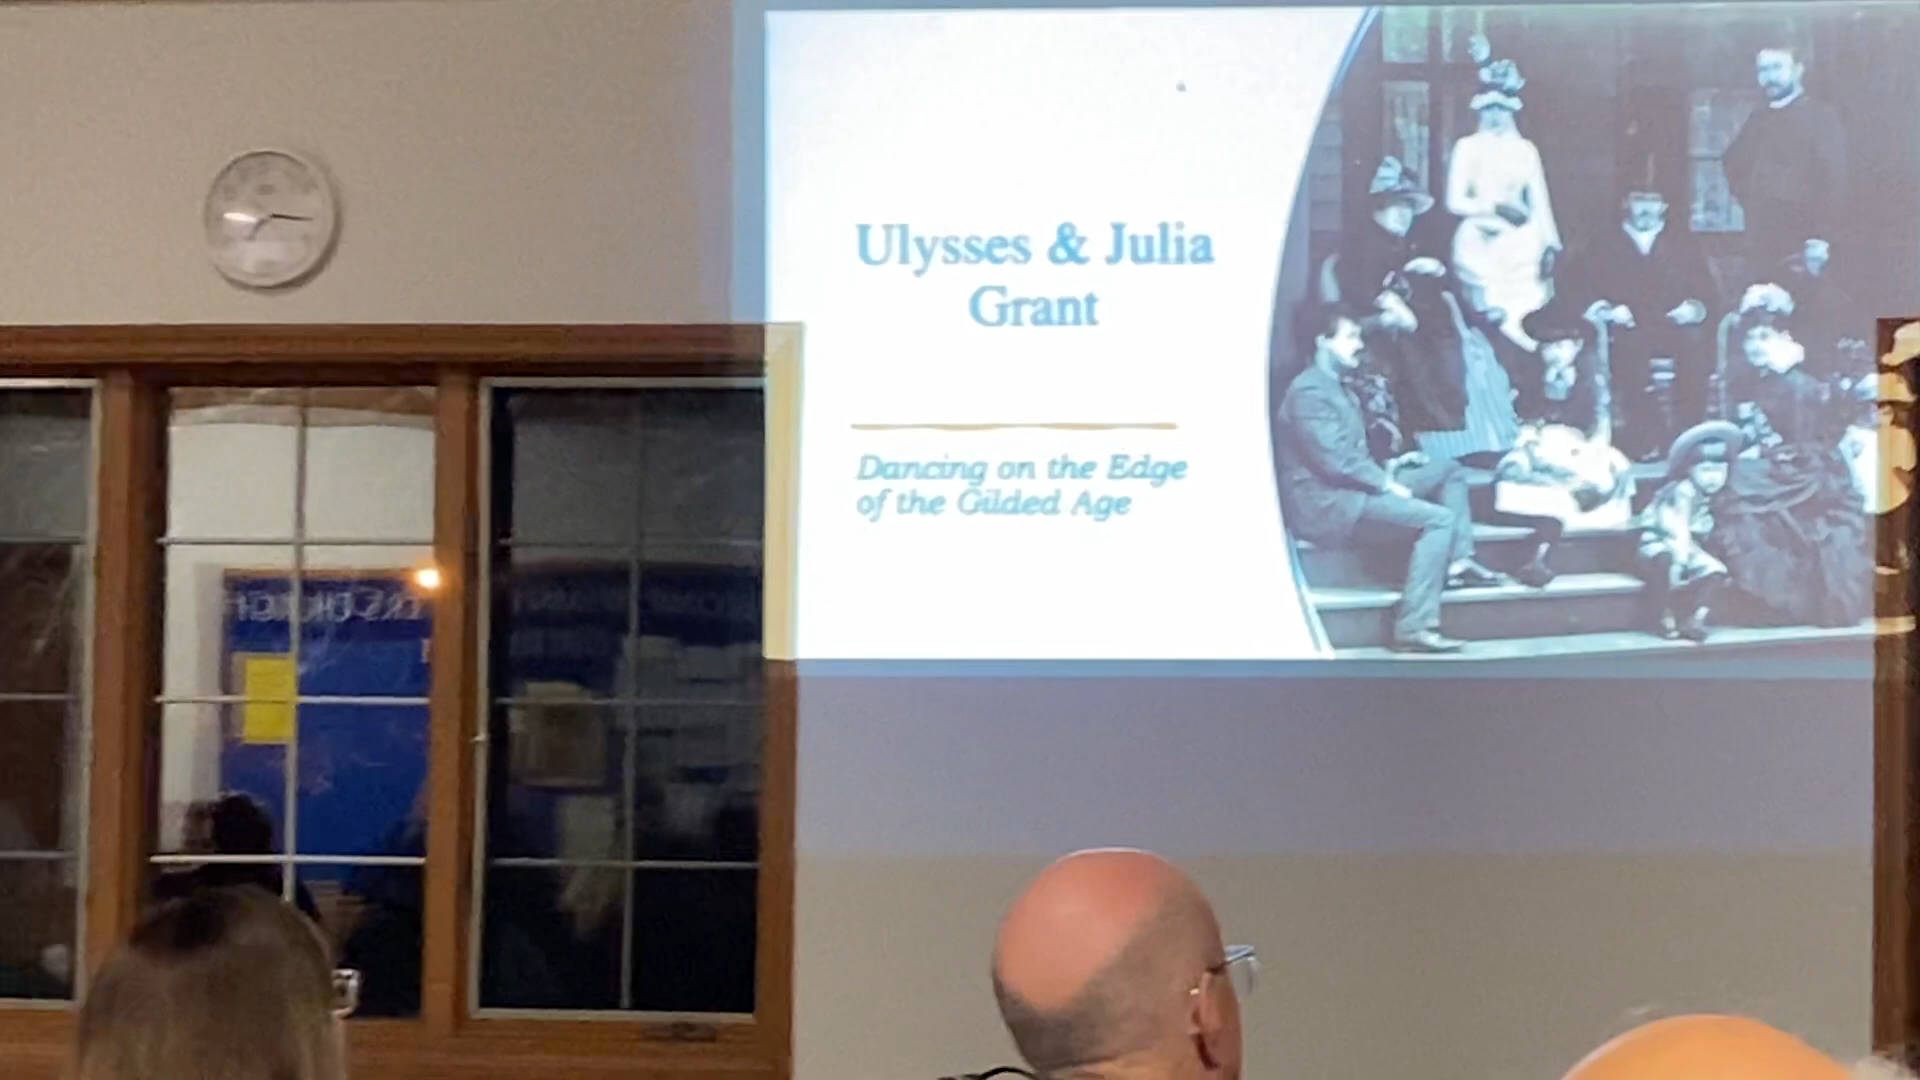 Ulysses & Julia
Grant
Dancing on the Edge
of the Gilded Age